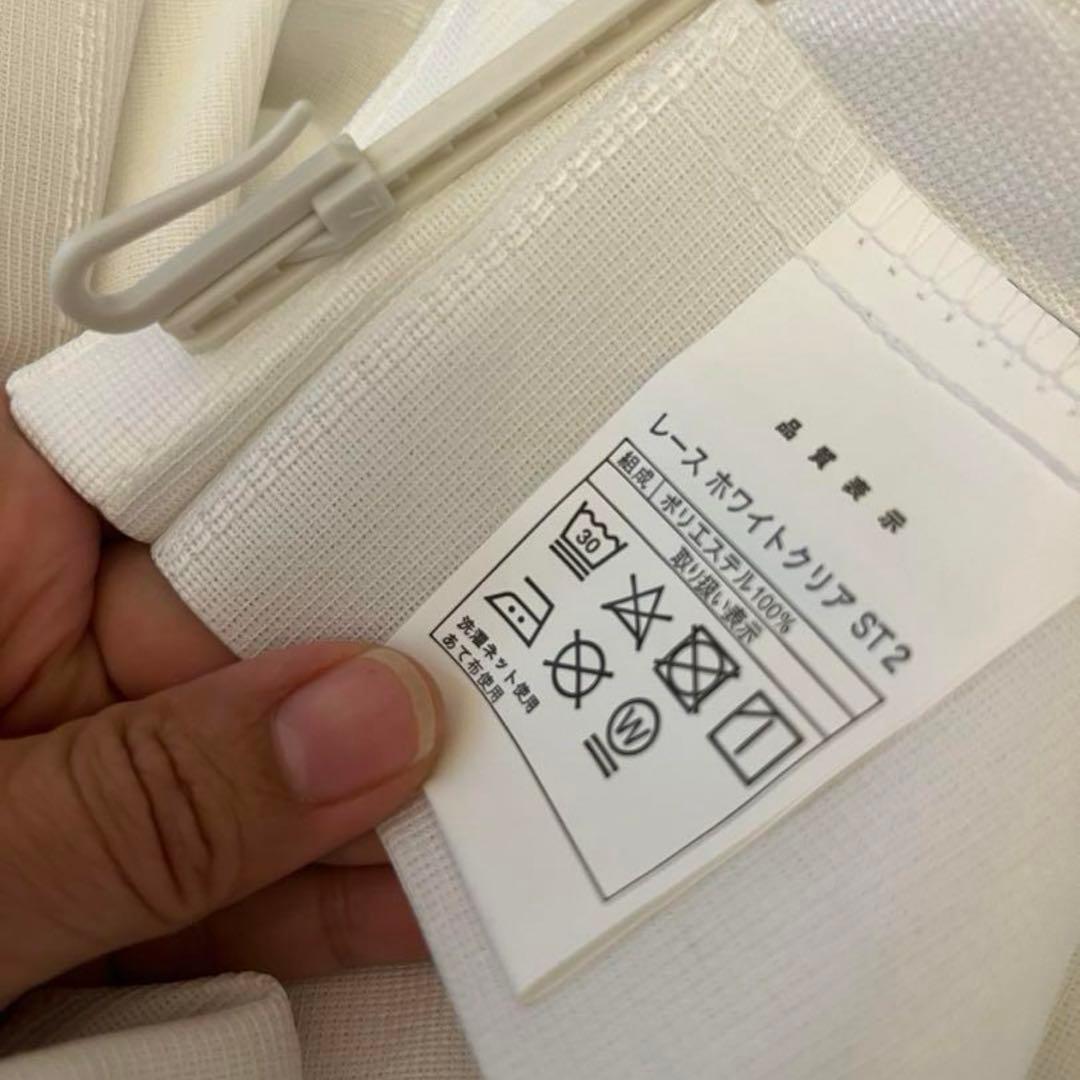 品質表示
レース ホワイトクリア ST2
組成 ポリエステル100%
取り扱い表示
30
W
洗濯ネット使用
あて布使用
7